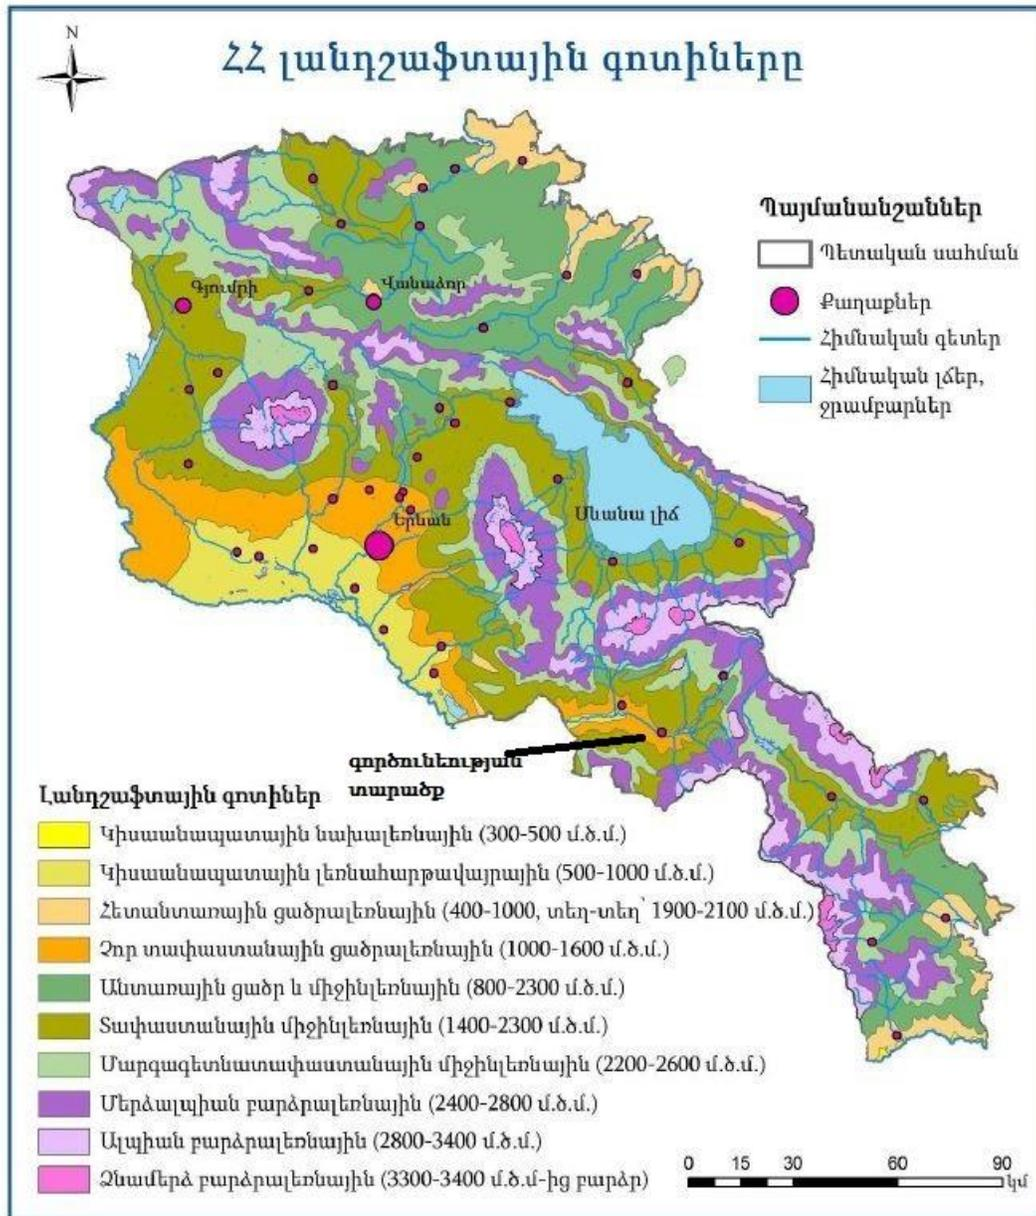 N
ՀՀ լանդշաֆտային գոտիները
Պայմանանշաններ
Պետական սահման
Քաղաքներ
Հիմնական գետեր
Հիմնական լճեր,
ջրամբարներ
Գյումրի
Վանաձոր
Երևան
Սևանա լիճ
գործունեության
տարածք
Լանդշաֆտային գոտիներ
Կիսաանապատային նախալեռնային (300-500 մ.ծ.մ.)
Կիսաանապատային լեռնահարթավայրային (500-1000 մ.ծ.մ.)
Հետանտառային ցածրալեռնային (400-1000, տեղ-տեղ՝ 1900-2100 մ.ծ.մ.)
Չոր տափաստանային ցածրալեռնային (1000-1600 մ.ծ.մ.)
Անտառային ցածր և միջինլեռնային (800-2300 մ.ծ.մ.)
Տափաստանային միջինլեռնային (1400-2300 մ.ծ.մ.)
Մարգագետնատափաստանային միջինլեռնային (2200-2600 մ.ծ.մ.)
Մերձալպիան բարձրալեռնային (2400-2800 մ.ծ.մ.)
Ալպիան բարձրալեռնային (2800-3400 մ.ծ.մ.)
Ձնամերձ բարձրալեռնային (3300-3400 մ.ծ.մ-ից բարձր)
0 15 30 60 90
կմ